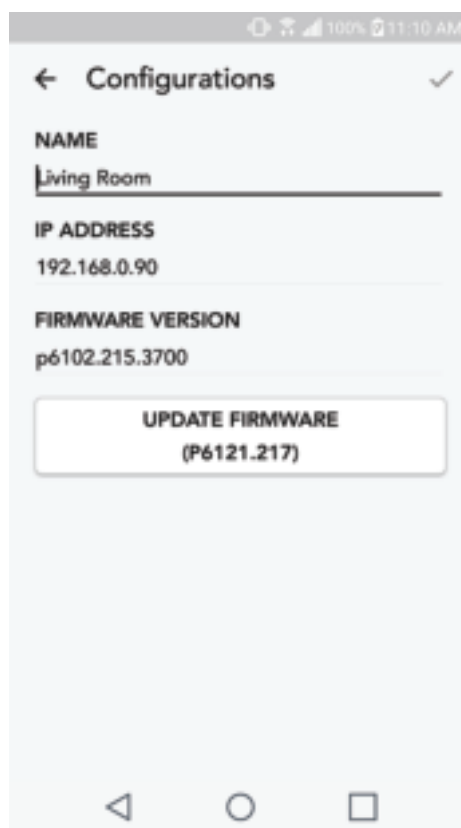 100% 11:10 AM
Configurations
NAME
Living Room
IP ADDRESS
192.168.0.90
FIRMWARE VERSION
p6102.215.3700
UPDATE FIRMWARE
(P6121.217)